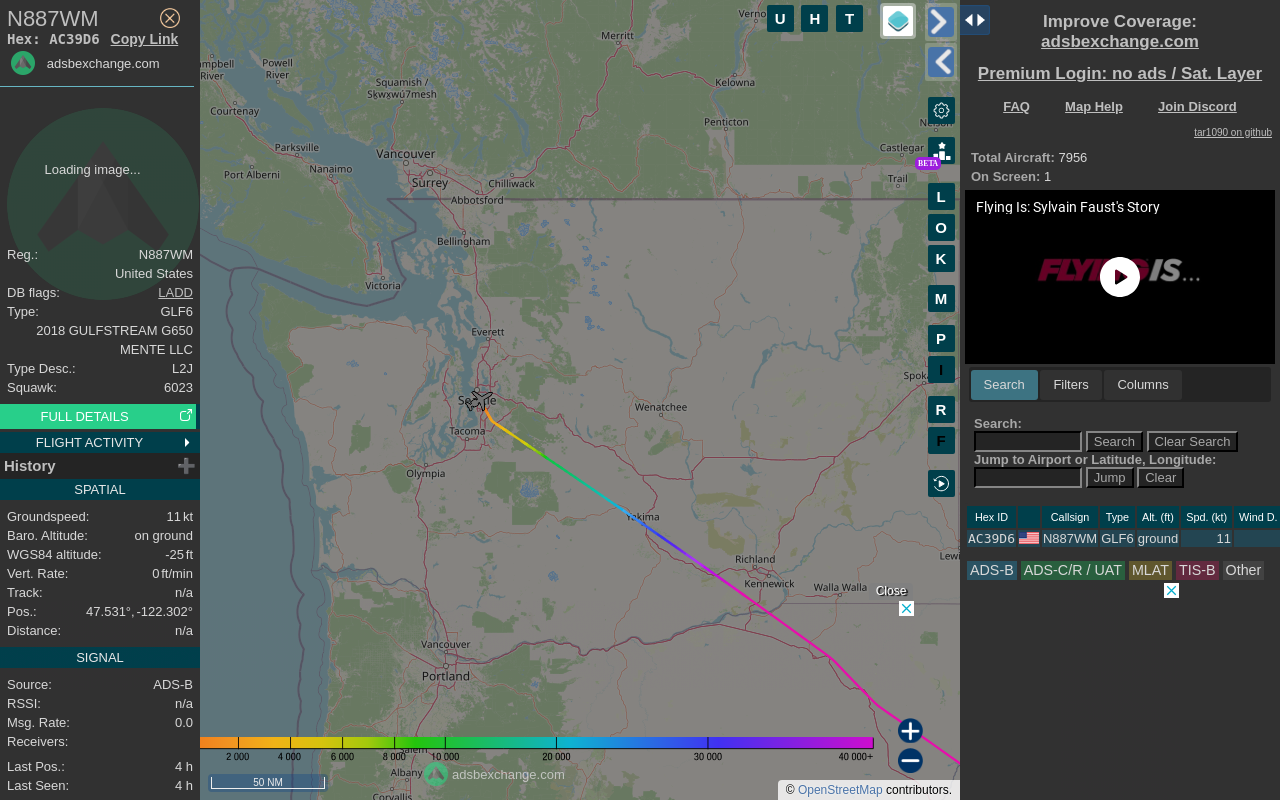 N887WM
Hex: AC39D6 Copy Link
adsbexchange.com
Loading image...
Reg.: N887WM
United States
DB flags: LADD
Type: GLF6
2018 GULFSTREAM G650
MENTE LLC
Type Desc.: L2J
Squawk: 6023
FULL DETAILS
FLIGHT ACTIVITY
History
SPATIAL
Groundspeed: 11 kt
Baro. Altitude: on ground
WGS84 altitude: -25 ft
Vert. Rate: 0 ft/min
Track: n/a
Pos.: 47.531°, -122.302°
Distance: n/a
SIGNAL
Source: ADS-B
RSSI: n/a
Msg. Rate: 0.0
Receivers:
Last Pos.: 4 h
Last Seen: 4 h
U H T
Merritt
Powell
River
River
Squamish /
Sḵwx̱wú7mesh
Kelowna
Courtenay
Penticton
Parksville
Vancouver
Castlegar
Nanaimo
Port Alberni
Surrey
Chilliwack
Trail
Abbotsford
Bellingham
Victoria
Everett
Wenatchee
Tacoma
Olympia
Yakima
Richland
Kennewick
Walla Walla
Vancouver
Portland
Albany
Corvallis
BETA
L
O
K
M
P
I
R
F
Close
2 000 4 000 6 000 8 000 10 000 20 000 30 000 40 000+
adsbexchange.com
50 NM
© OpenStreetMap contributors.
Improve Coverage:
adsbexchange.com
Premium Login: no ads / Sat. Layer
FAQ Map Help Join Discord
tar1090 on github
Total Aircraft: 7956
On Screen: 1
Flying Is: Sylvain Faust's Story
FLYING IS...
Search Filters Columns
Search:
Search Clear Search
Jump to Airport or Latitude, Longitude:
Jump Clear
Hex ID Callsign Type Alt. (ft) Spd. (kt) Wind D.
AC39D6 N887WM GLF6 ground 11
ADS-B ADS-C/R / UAT MLAT TIS-B Other